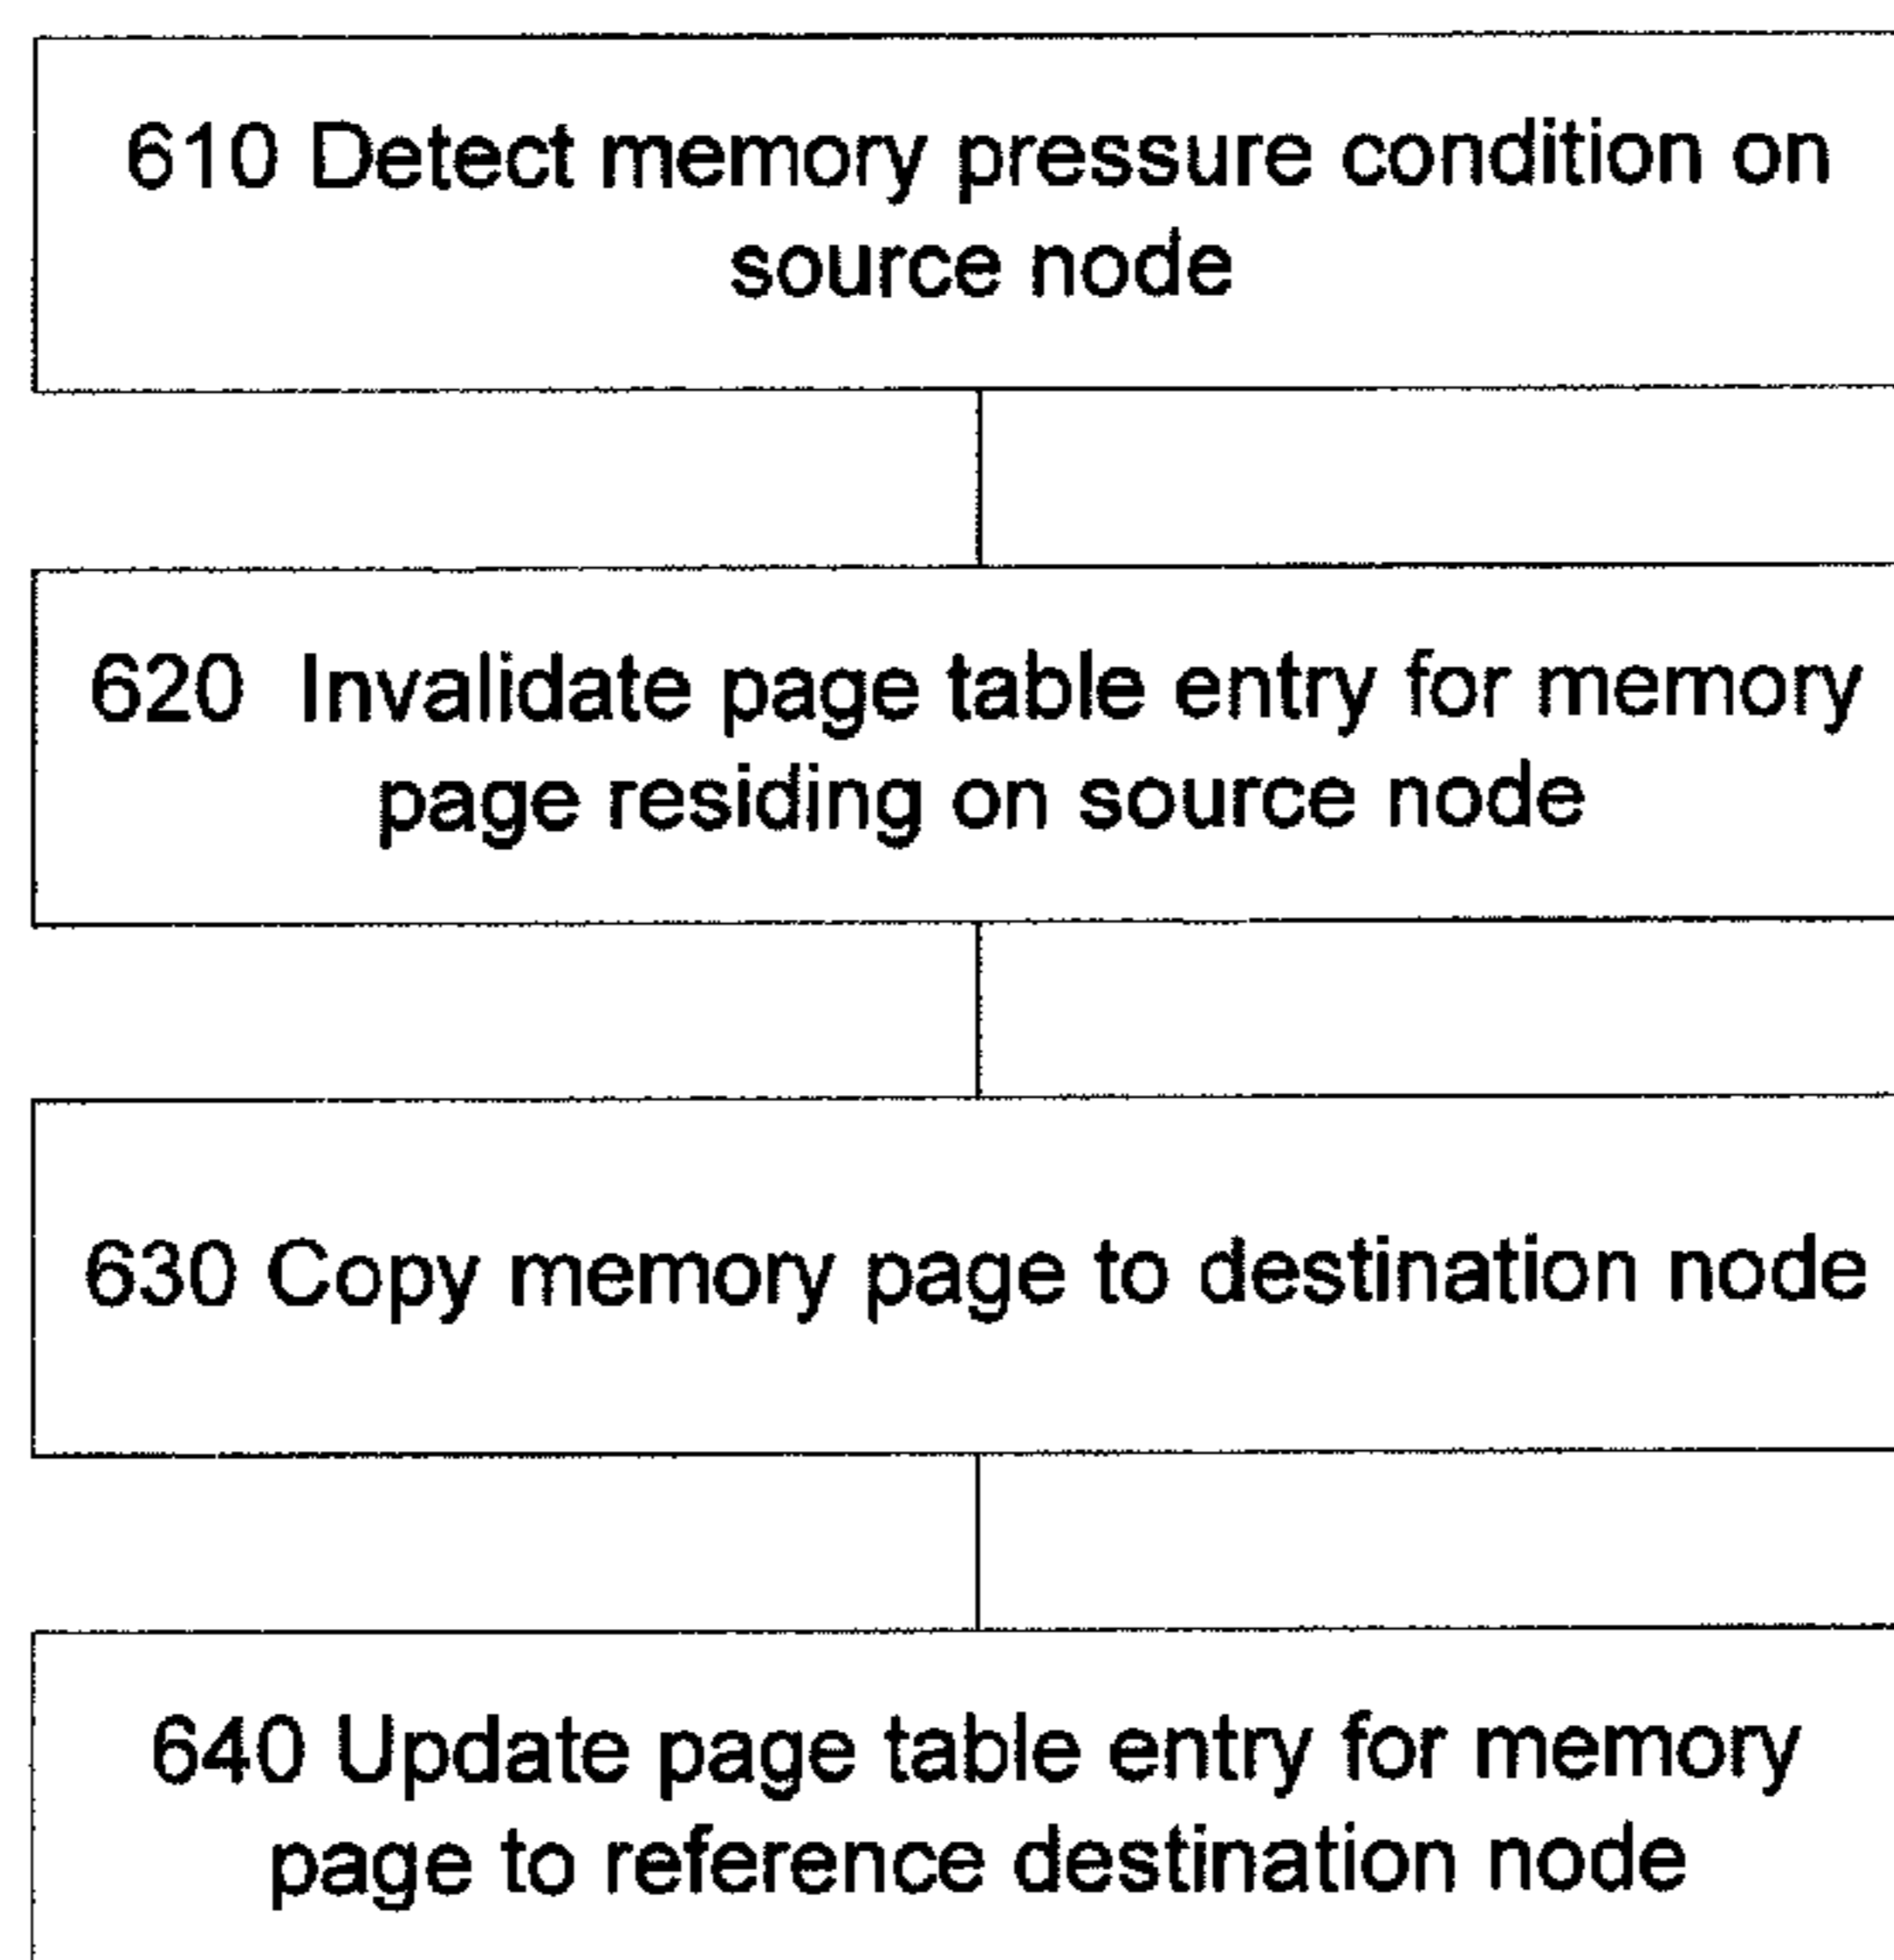 610 Detect memory pressure condition on
source node
620 Invalidate page table entry for memory
page residing on source node
630 Copy memory page to destination node
640 Update page table entry for memory
page to reference destination node